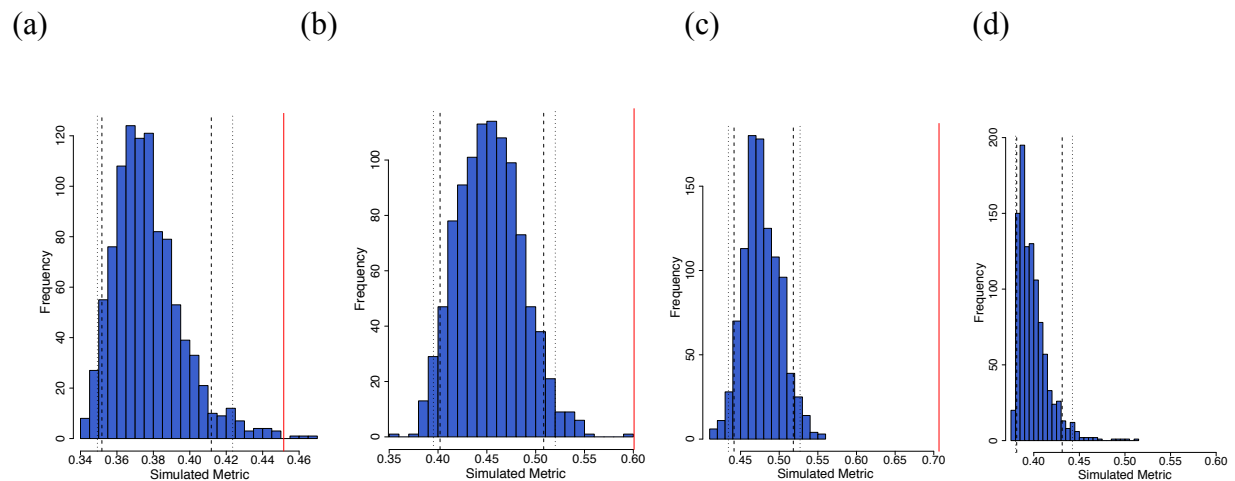 (a)
(b)
(c)
(d)
Frequency
0 20 40 60 80 100 120
0.34 0.36 0.38 0.40 0.42 0.44 0.46
Simulated Metric
Frequency
0 20 40 60 80 100
0.35 0.40 0.45 0.50 0.55 0.60
Simulated Metric
Frequency
0 50 100 150
0.45 0.50 0.55 0.60 0.65 0.70
Simulated Metric
Frequency
0 50 100 150 200
0.40 0.45 0.50 0.55 0.60
Simulated Metric